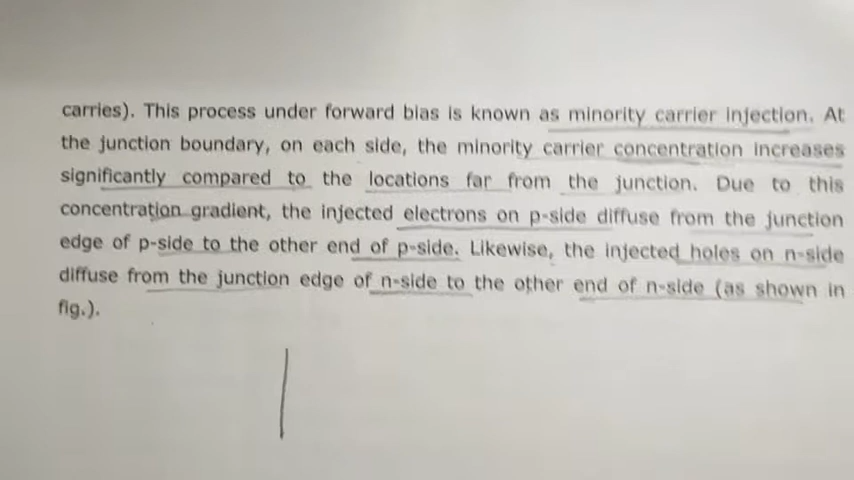 carries). This process under forward bias is known as minority carrier injection. At
the junction boundary, on each side, the minority carrier concentration increases
significantly compared to the locations far from the junction. Due to this
concentration gradient, the injected electrons on p-side diffuse from the junction
edge of p-side to the other end of p-side. Likewise, the injected holes on n-side
diffuse from the junction edge of n-side to the other end of n-side (as shown in
fig.).